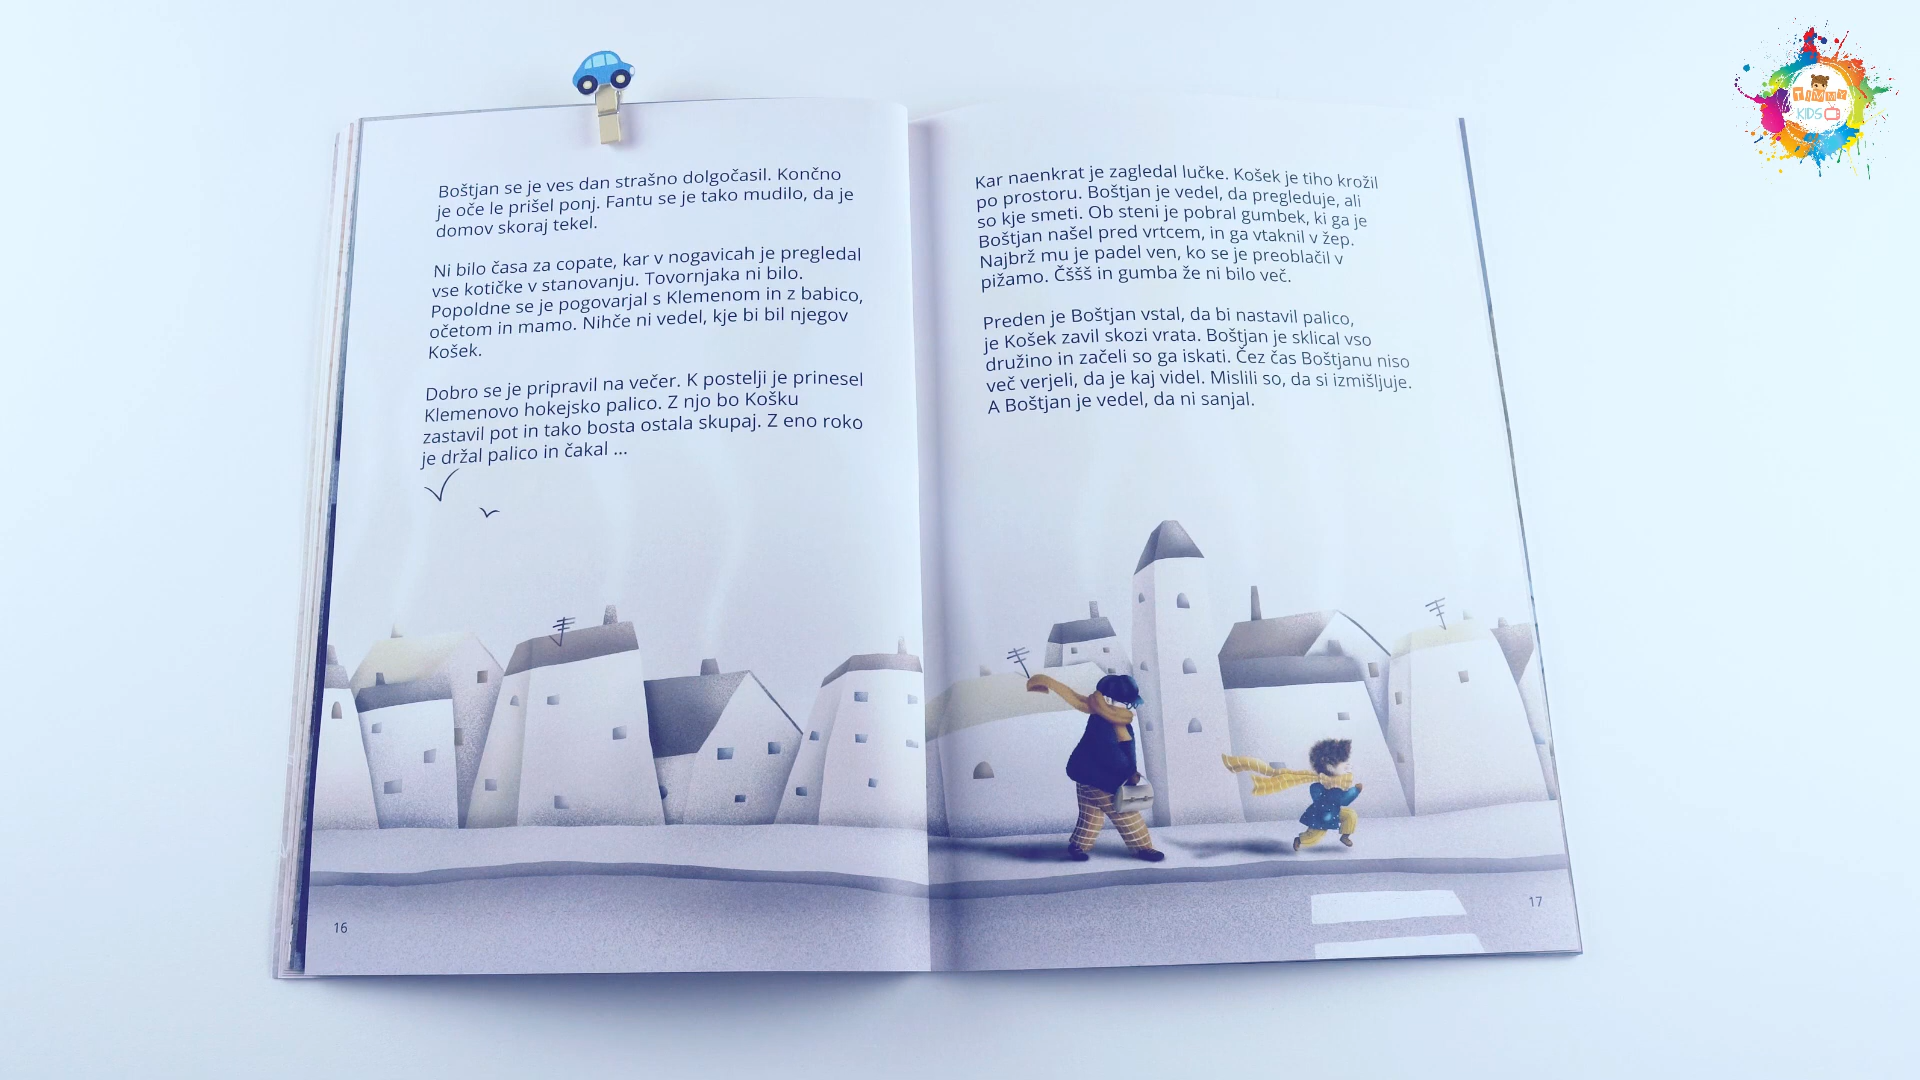 Boštjan se je ves dan strašno dolgočasil. Končno
je oče le prišel ponj. Fantu se je tako mudilo, da je
domov skoraj tekel.
Ni bilo časa za copate, kar v nogavicah je pregledal
vse kotičke v stanovanju. Tovornjaka ni bilo.
Popoldne se je pogovarjal s Klemenom in z babico,
očetom in mamo. Nihče ni vedel, kje bi bil njegov
Košek.
Dobro se je pripravil na večer. K postelji je prinesel
Klemenovo hokejsko palico. Z njo bo Košku
zastavil pot in tako bosta ostala skupaj. Z eno roko
je držal palico in čakal ...
16
Kar naenkrat je zagledal lučke. Košek je tiho krožil
po prostoru. Boštjan je vedel, da pregleduje, ali
so kje smeti. Ob steni je pobral gumbek, ki ga je
Boštjan našel pred vrtcem, in ga vtaknil v žep.
Najbrž mu je padel ven, ko se je preoblačil v
pižamo. Čššš in gumba že ni bilo več.
Preden je Boštjan vstal, da bi nastavil palico,
je Košek zavil skozi vrata. Boštjan je sklical vso
družino in začeli so ga iskati. Čez čas Boštjanu niso
več verjeli, da je kaj videl. Mislili so, da si izmišljuje.
A Boštjan je vedel, da ni sanjal.
17
TIMMY
KIDS